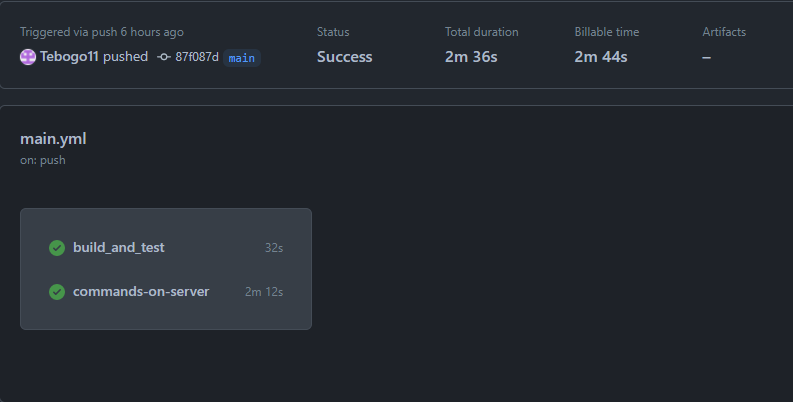 Triggered via push 6 hours ago
Tebogo11 pushed 87f087d main
Status
Success
Total duration
2m 36s
Billable time
2m 44s
Artifacts
–
main.yml
on: push
build_and_test 32s
commands-on-server 2m 12s